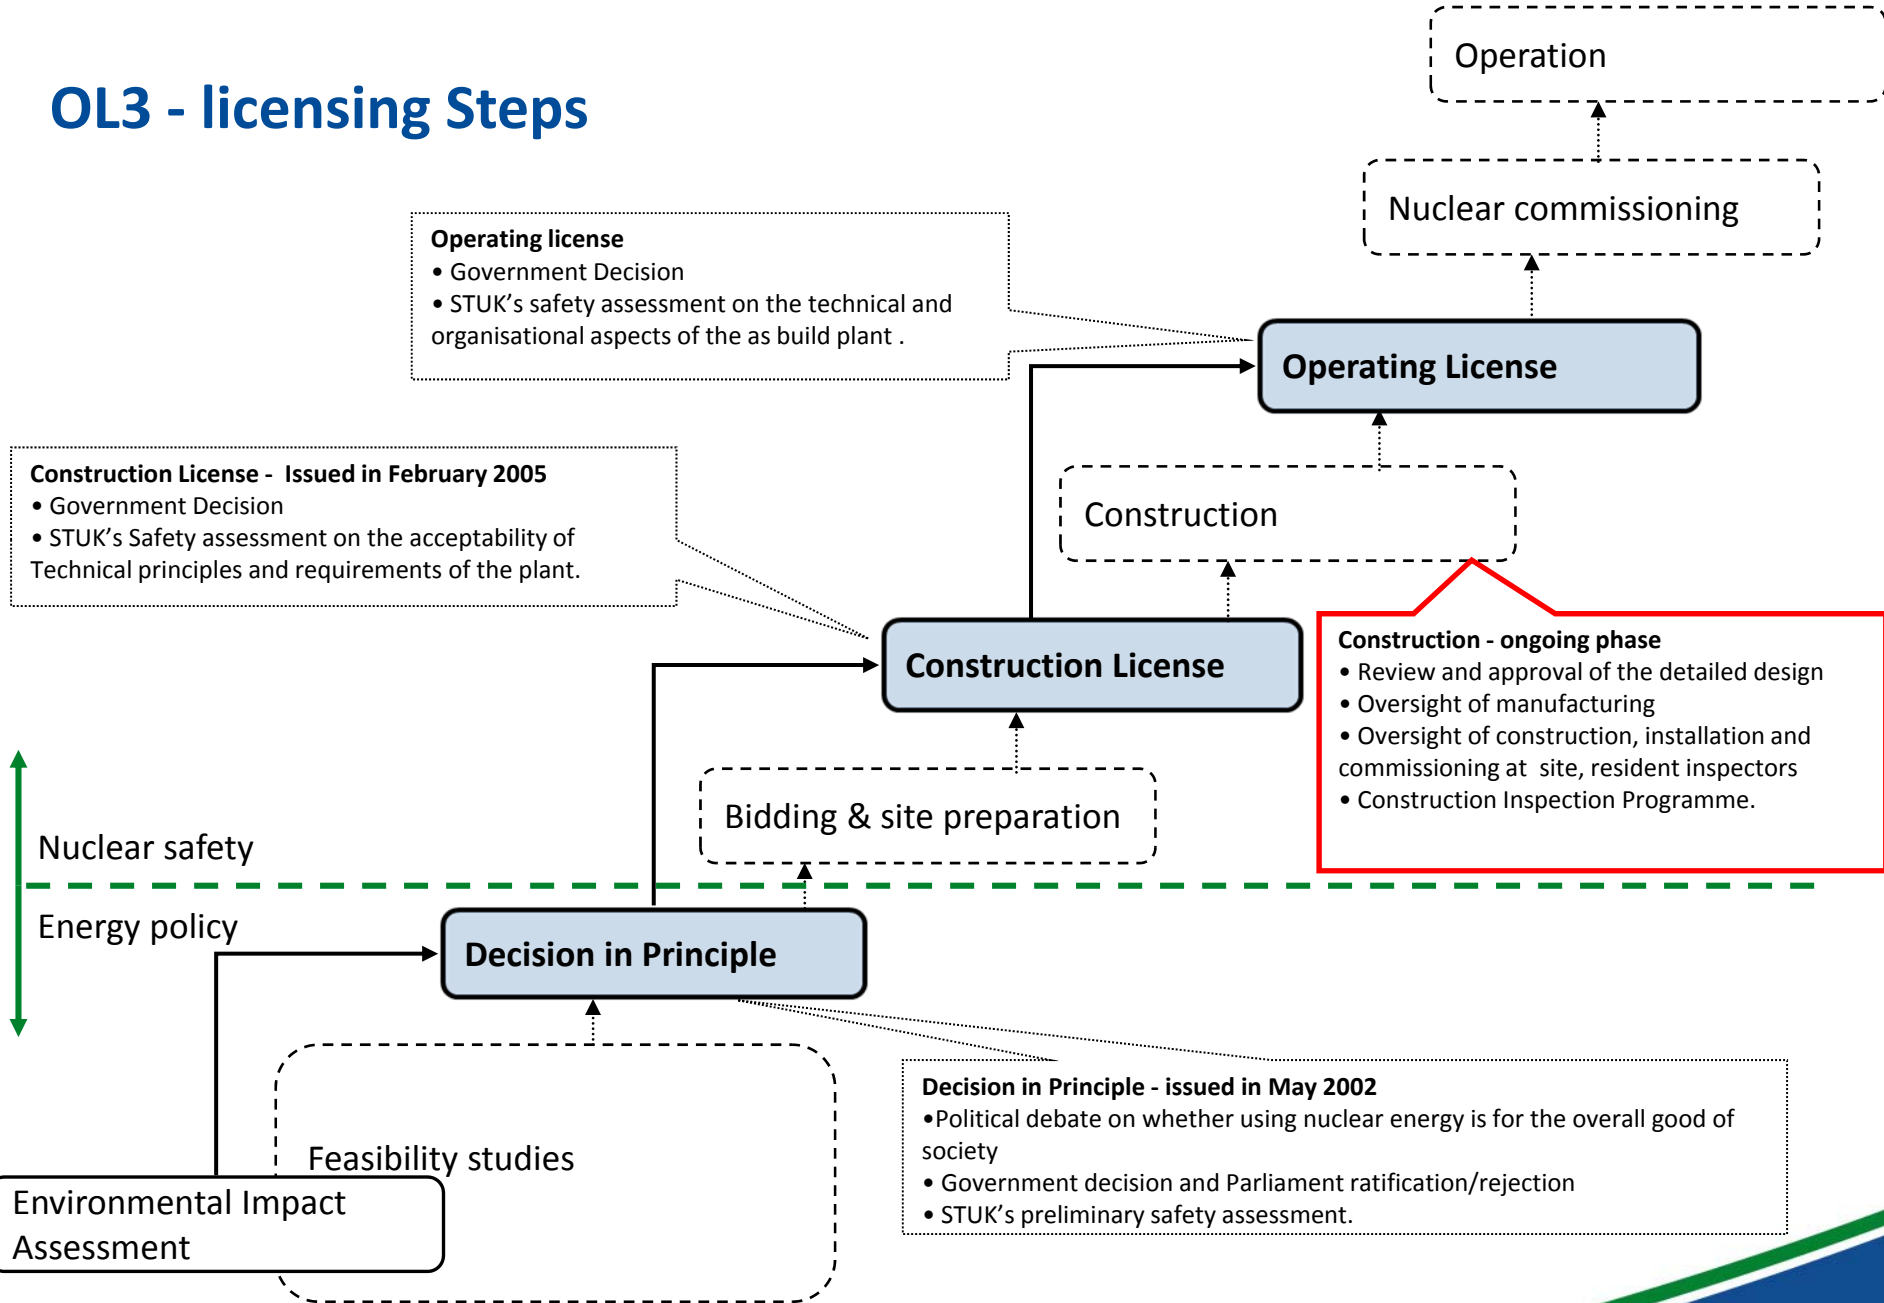 OL3 - licensing Steps
Operation
Nuclear commissioning
Operating license
• Government Decision
• STUK’s safety assessment on the technical and
organisational aspects of the as build plant .
Operating License
Construction License -  Issued in February 2005
• Government Decision
• STUK’s Safety assessment on the acceptability of
Technical principles and requirements of the plant.
Construction
Construction License
Construction - ongoing phase
• Review and approval of the detailed design
• Oversight of manufacturing
• Oversight of construction, installation and
commissioning at  site, resident inspectors
• Construction Inspection Programme.
Bidding & site preparation
Nuclear safety
Energy policy
Decision in Principle
Decision in Principle - issued in May 2002
•Political debate on whether using nuclear energy is for the overall good of
society
• Government decision and Parliament ratification/rejection
• STUK’s preliminary safety assessment.
Feasibility studies
Environmental Impact
Assessment